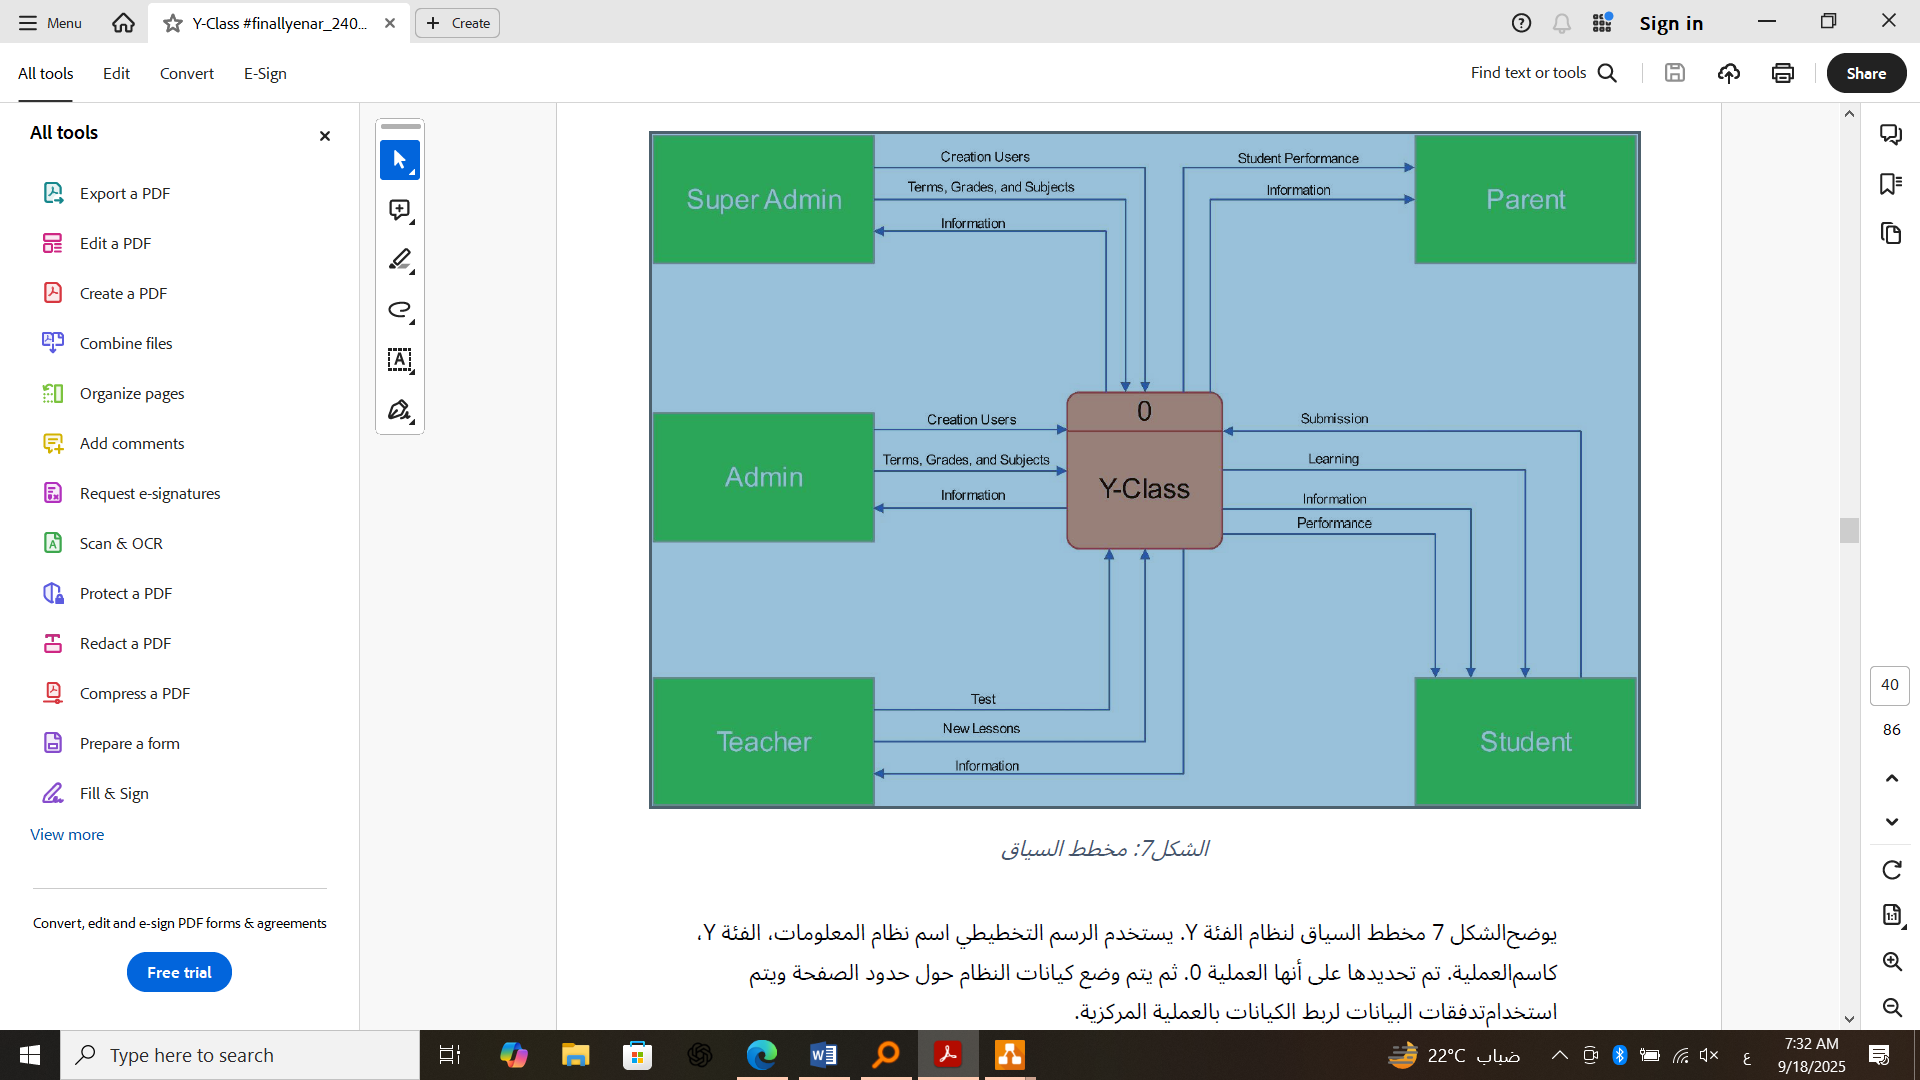 Menu
Y-Class #finallyenar_240...
Create
Sign in
All tools
Edit
Convert
E-Sign
Find text or tools
Share
All tools
Export a PDF
Edit a PDF
Create a PDF
Combine files
Organize pages
Add comments
Request e-signatures
Scan & OCR
Protect a PDF
Redact a PDF
Compress a PDF
Prepare a form
Fill & Sign
View more
Convert, edit and e-sign PDF forms & agreements
Free trial
Super Admin
Creation Users
Terms, Grades, and Subjects
Information
Student Performance
Information
Parent
Admin
Creation Users
Terms, Grades, and Subjects
Information
0
Y-Class
Submission
Learning
Information
Performance
Teacher
Test
New Lessons
Information
Student
الشكل7: مخطط السياق
يوضحالشكل 7 مخطط السياق لنظام الفئة Y. يستخدم الرسم التخطيطي اسم نظام المعلومات، الفئة Y،
كاسمالعملية. تم تحديدها على أنها العملية 0. ثم يتم وضع كيانات النظام حول حدود الصفحة ويتم
استخدامتدفقات البيانات لربط الكيانات بالعملية المركزية.
40
86
1:1
Type here to search
22°C ضباب
ع
7:32 AM
9/18/2025